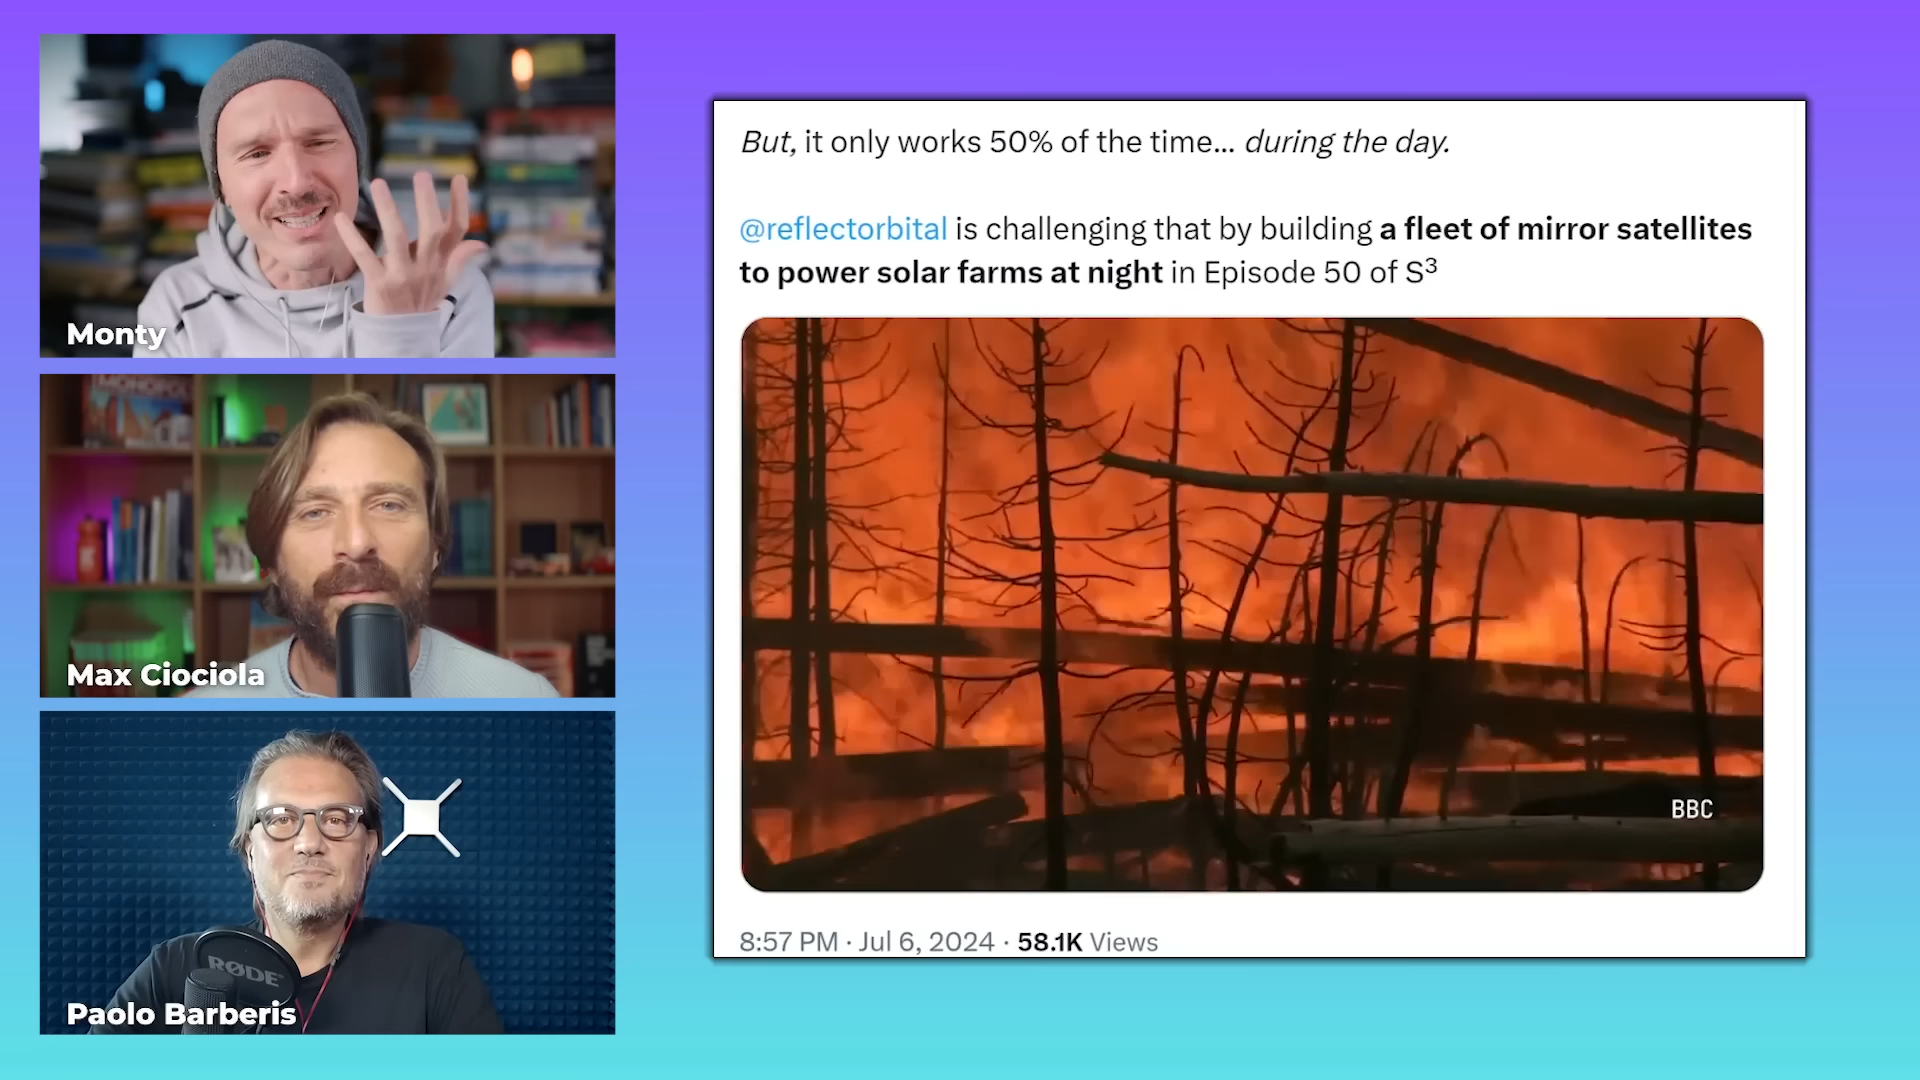 Monty
MONOPOL
Max Ciociola
RØDE
Paolo Barberis
But, it only works 50% of the time... during the day.
@reflectorbital is challenging that by building a fleet of mirror satellites
to power solar farms at night in Episode 50 of S³
BBC
8:57 PM · Jul 6, 2024 · 58.1K Views